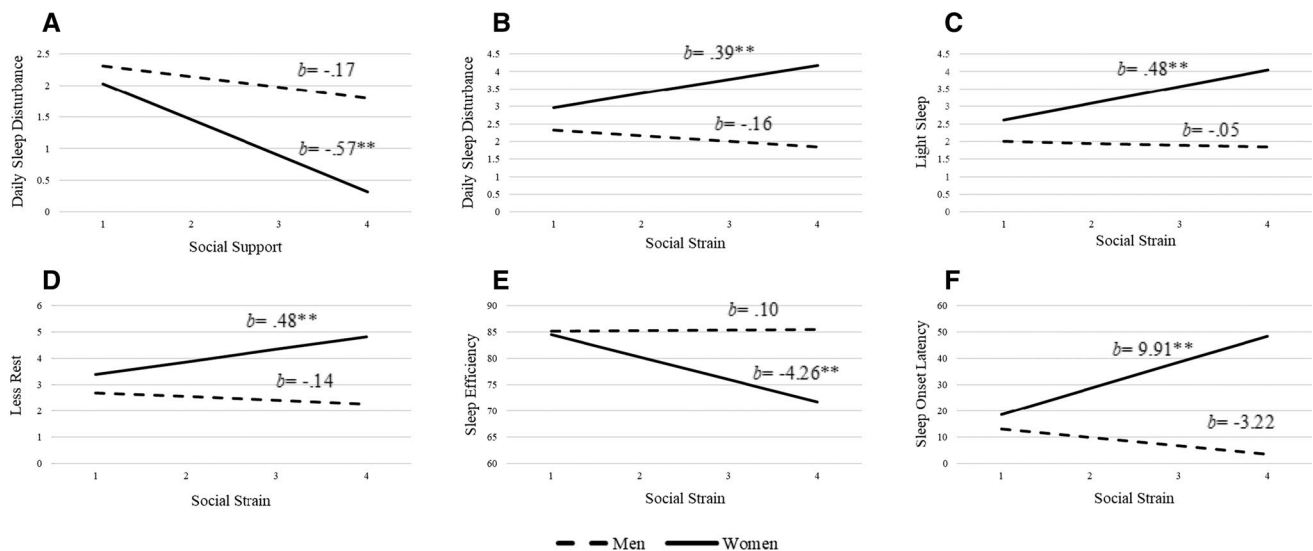 A
Daily Sleep Disturbance
2.5
2
1.5
1
0.5
0
b= -.17
b= -.57**
1 2 3 4
Social Support
B
Daily Sleep Disturbance
4.5
4
3.5
3
2.5
2
1.5
1
0.5
0
b= .39**
b= -.16
1 2 3 4
Social Strain
C
Light Sleep
4.5
4
3.5
3
2.5
2
1.5
1
0.5
0
b= .48**
b= -.05
1 2 3 4
Social Strain
D
Less Rest
6
5
4
3
2
1
0
b= .48**
b= -.14
1 2 3 4
Social Strain
E
Sleep Efficiency
90
85
80
75
70
65
60
b= .10
b= -4.26**
1 2 3 4
Social Strain
F
Sleep Onset Latency
60
50
40
30
20
10
0
b= 9.91**
b= -3.22
1 2 3 4
Social Strain
Men Women